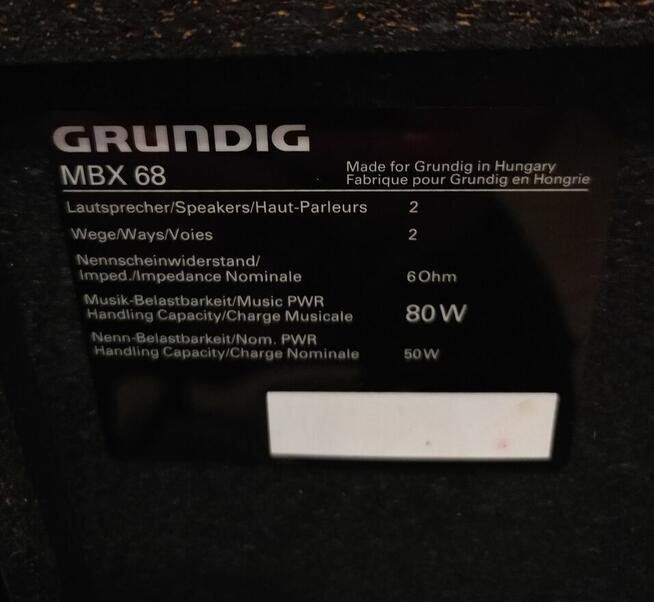 GRUNDIG
MBX 68
Made for Grundig in Hungary
Fabrique pour Grundig en Hongrie
Lautsprecher/Speakers/Haut-Parleurs 2
Wege/Ways/Voies 2
Nennscheinwiderstand/
Imped./Impedance Nominale 6 Ohm
Musik-Belastbarkeit/Music PWR
Handling Capacity/Charge Musicale 80 W
Nenn-Belastbarkeit/Nom. PWR
Handling Capacity/Charge Nominale 50 W